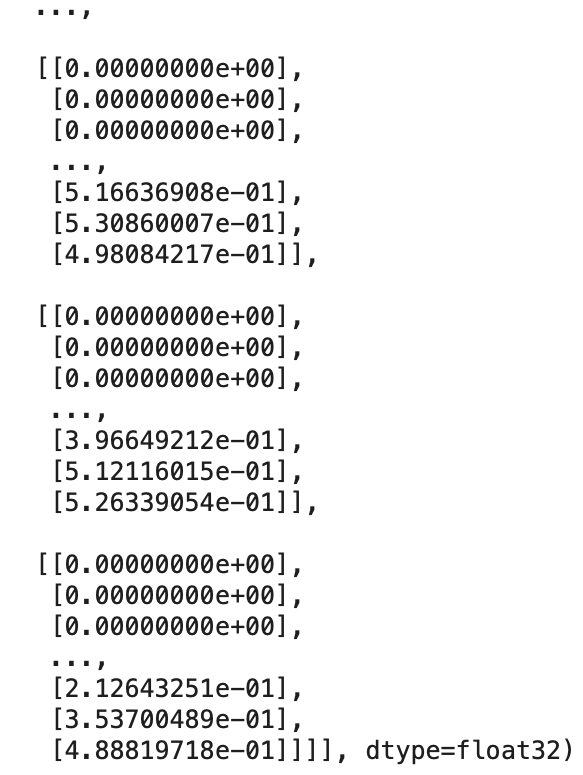 ...,
[[0.00000000e+00],
[0.00000000e+00],
[0.00000000e+00],
...,
[5.16636908e-01],
[5.30860007e-01],
[4.98084217e-01]],
[[0.00000000e+00],
[0.00000000e+00],
[0.00000000e+00],
...,
[3.96649212e-01],
[5.12116015e-01],
[5.26339054e-01]],
[[0.00000000e+00],
[0.00000000e+00],
[0.00000000e+00],
...,
[2.12643251e-01],
[3.53700489e-01],
[4.88819718e-01]]]], dtype=float32)